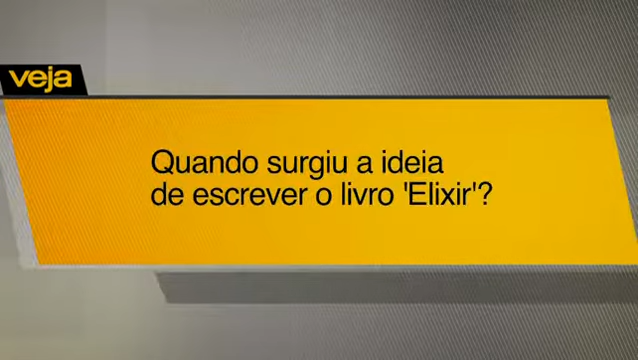 veja
Quando surgiu a ideia
de escrever o livro 'Elixir'?